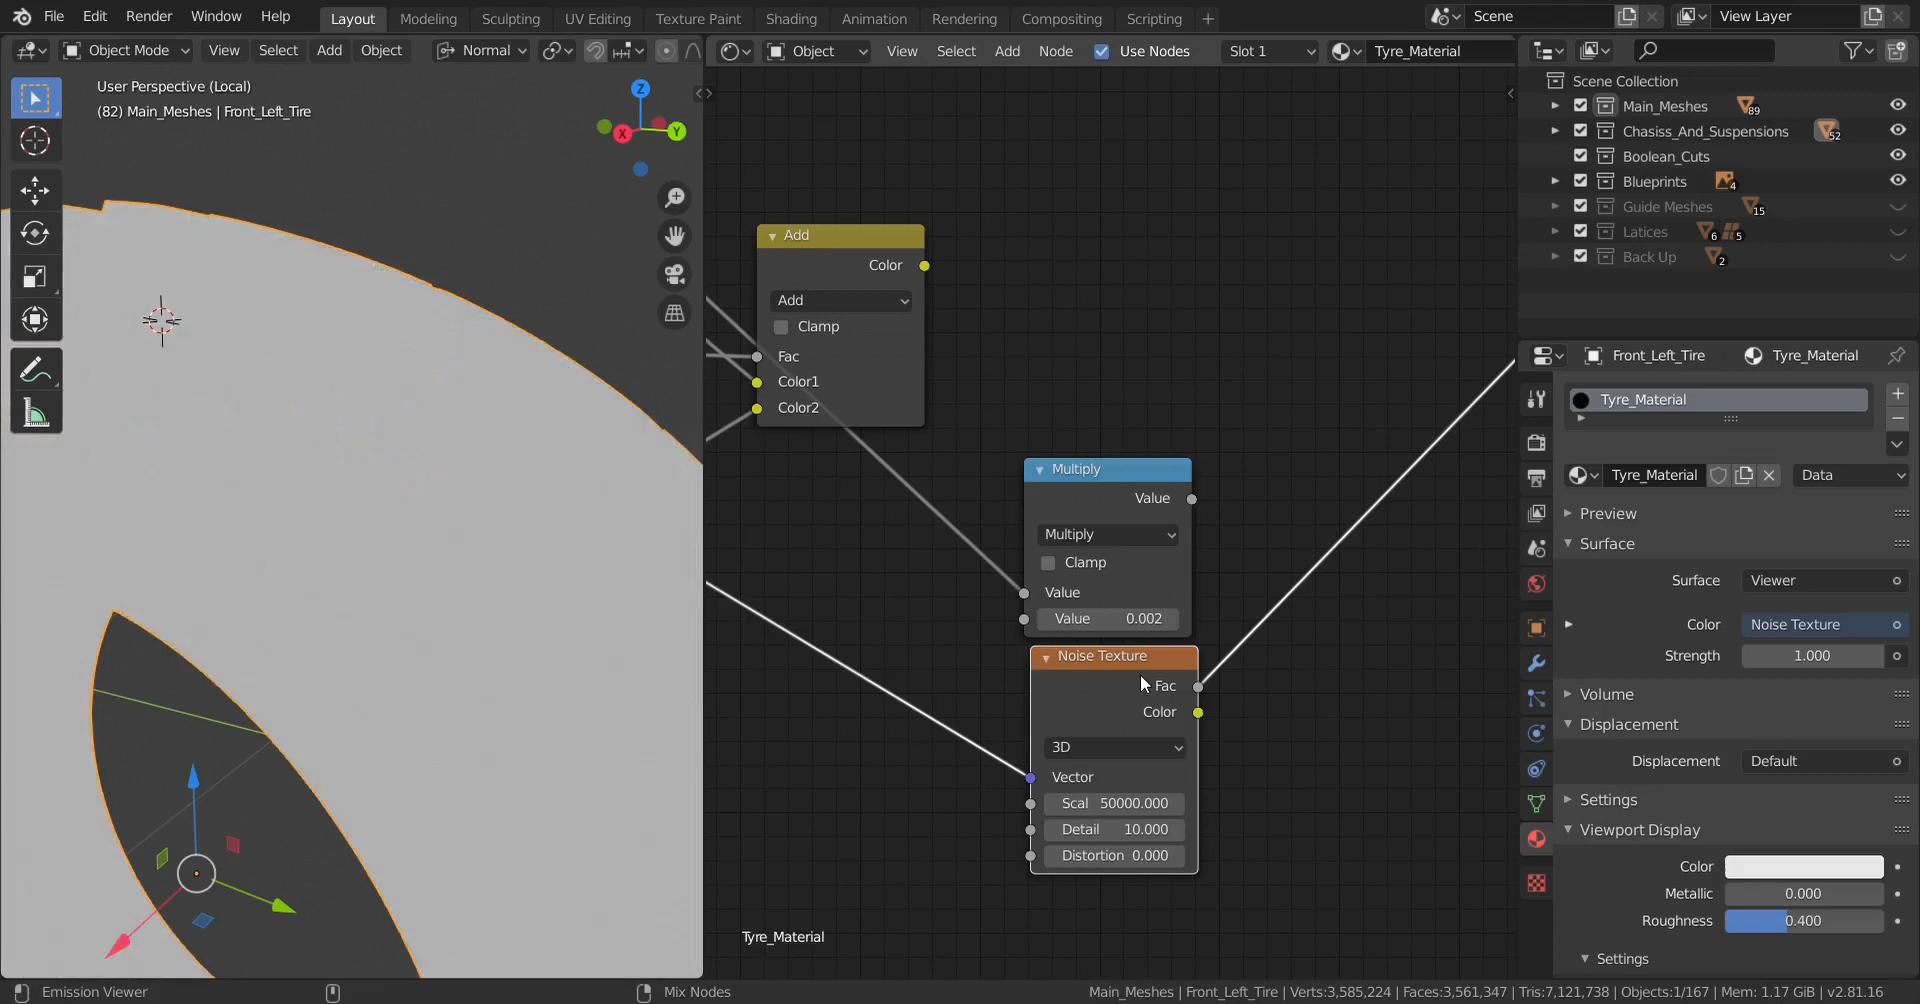 File Edit Render Window Help Layout Modeling Sculpting UV Editing Texture Paint Shading Animation Rendering Compositing Scripting + Scene View Layer
Object Mode View Select Add Object Normal Object View Select Add Node Use Nodes Slot 1 Tyre_Material
User Perspective (Local)
(82) Main_Meshes | Front_Left_Tire
Z
X
Y
Add
Color
Add
Clamp
Fac
Color1
Color2
Multiply
Value
Multiply
Clamp
Value
Value 0.002
Noise Texture
Fac
Color
3D
Vector
Scal 50000.000
Detail 10.000
Distortion 0.000
Tyre_Material
Scene Collection
Main_Meshes 89
Chasiss_And_Suspensions 52
Boolean_Cuts
Blueprints 4
Guide Meshes 15
Latices 6 5
Back Up 2
Front_Left_Tire Tyre_Material
Tyre_Material
Tyre_Material Data
Preview
Surface
Surface Viewer
Color Noise Texture
Strength 1.000
Volume
Displacement
Displacement Default
Settings
Viewport Display
Color
Metallic 0.000
Roughness 0.400
Settings
Emission Viewer Mix Nodes Main_Meshes | Front_Left_Tire | Verts:3,585,224 | Faces:3,561,347 | Tris:7,121,738 | Objects:1/167 | Mem: 1.17 GiB | v2.81.16